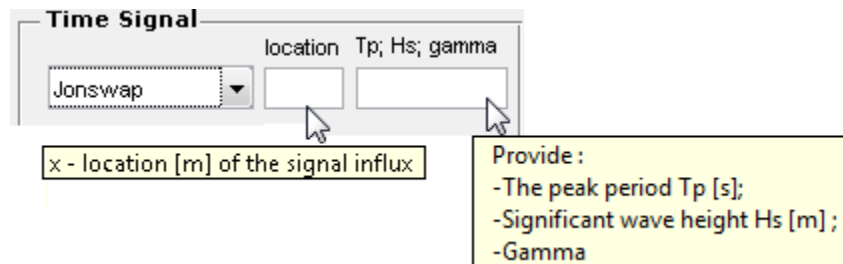 Time Signal
location Tp; Hs; gamma
Jonswap
x - location [m] of the signal influx
Provide :
-The peak period Tp [s];
-Significant wave height Hs [m] ;
-Gamma